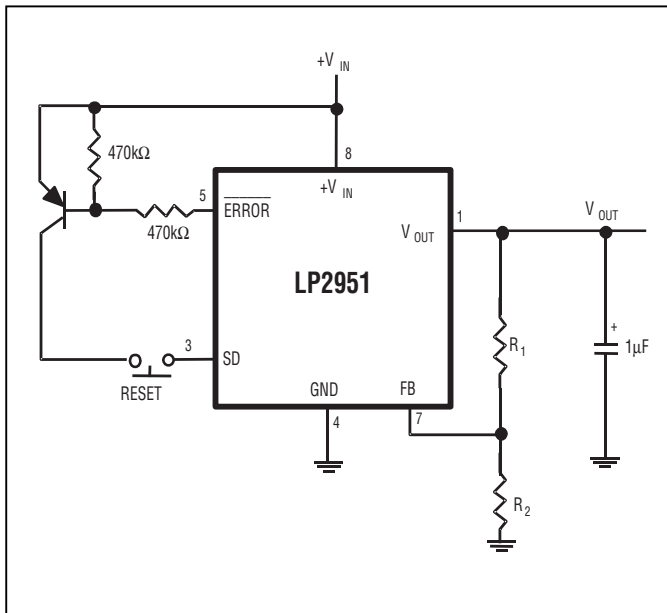 +V IN
470kΩ
8
+V IN
5
ERROR
470kΩ
1
V OUT
V OUT
LP2951
R1
+
1µF
3
SD
RESET
GND
FB
4
7
R2